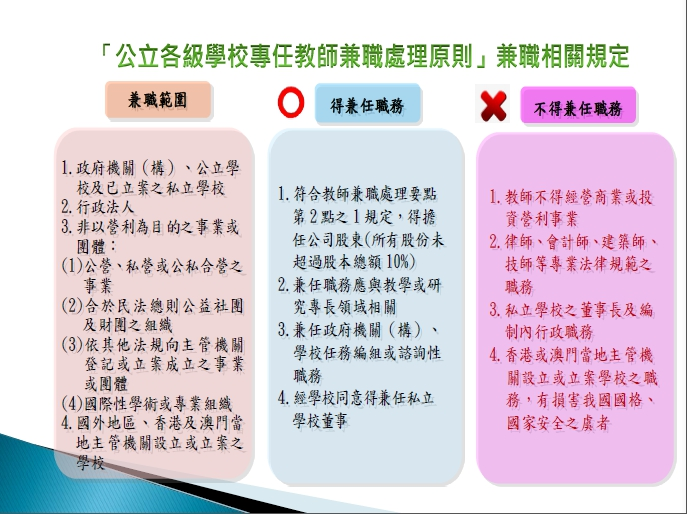 「公立各級學校專任教師兼職處理原則」兼職相關規定
兼職範圍
1.政府機關（構）、公立學
校及已立案之私立學校
2.行政法人
3.非以營利為目的之事業或
團體：
(1)公營、私營或公私合營之
事業
(2)合於民法總則公益社團
及財團之組織
(3)依其他法規向主管機關
登記或立案成立之事業
或團體
(4)國際性學術或專業組織
4.國外地區、香港及澳門當
地主管機關設立或立案之
學校
得兼任職務
1.符合教師兼職處理要點
第2點之1規定，得擔
任公司股東(所有股份未
超過股本總額10%)
2.兼任職務應與教學或研
究專長領域相關
3.兼任政府機關（構）、
學校任務編組或諮詢性
職務
4.經學校同意得兼任私立
學校董事
不得兼任職務
1.教師不得經營商業或投
資營利事業
2.律師、會計師、建築師、
技師等專業法律規範之
職務
3.私立學校之董事長及編
制內行政職務
4.香港或澳門當地主管機
關設立或立案學校之職
務，有損害我國國格、
國家安全之虞者